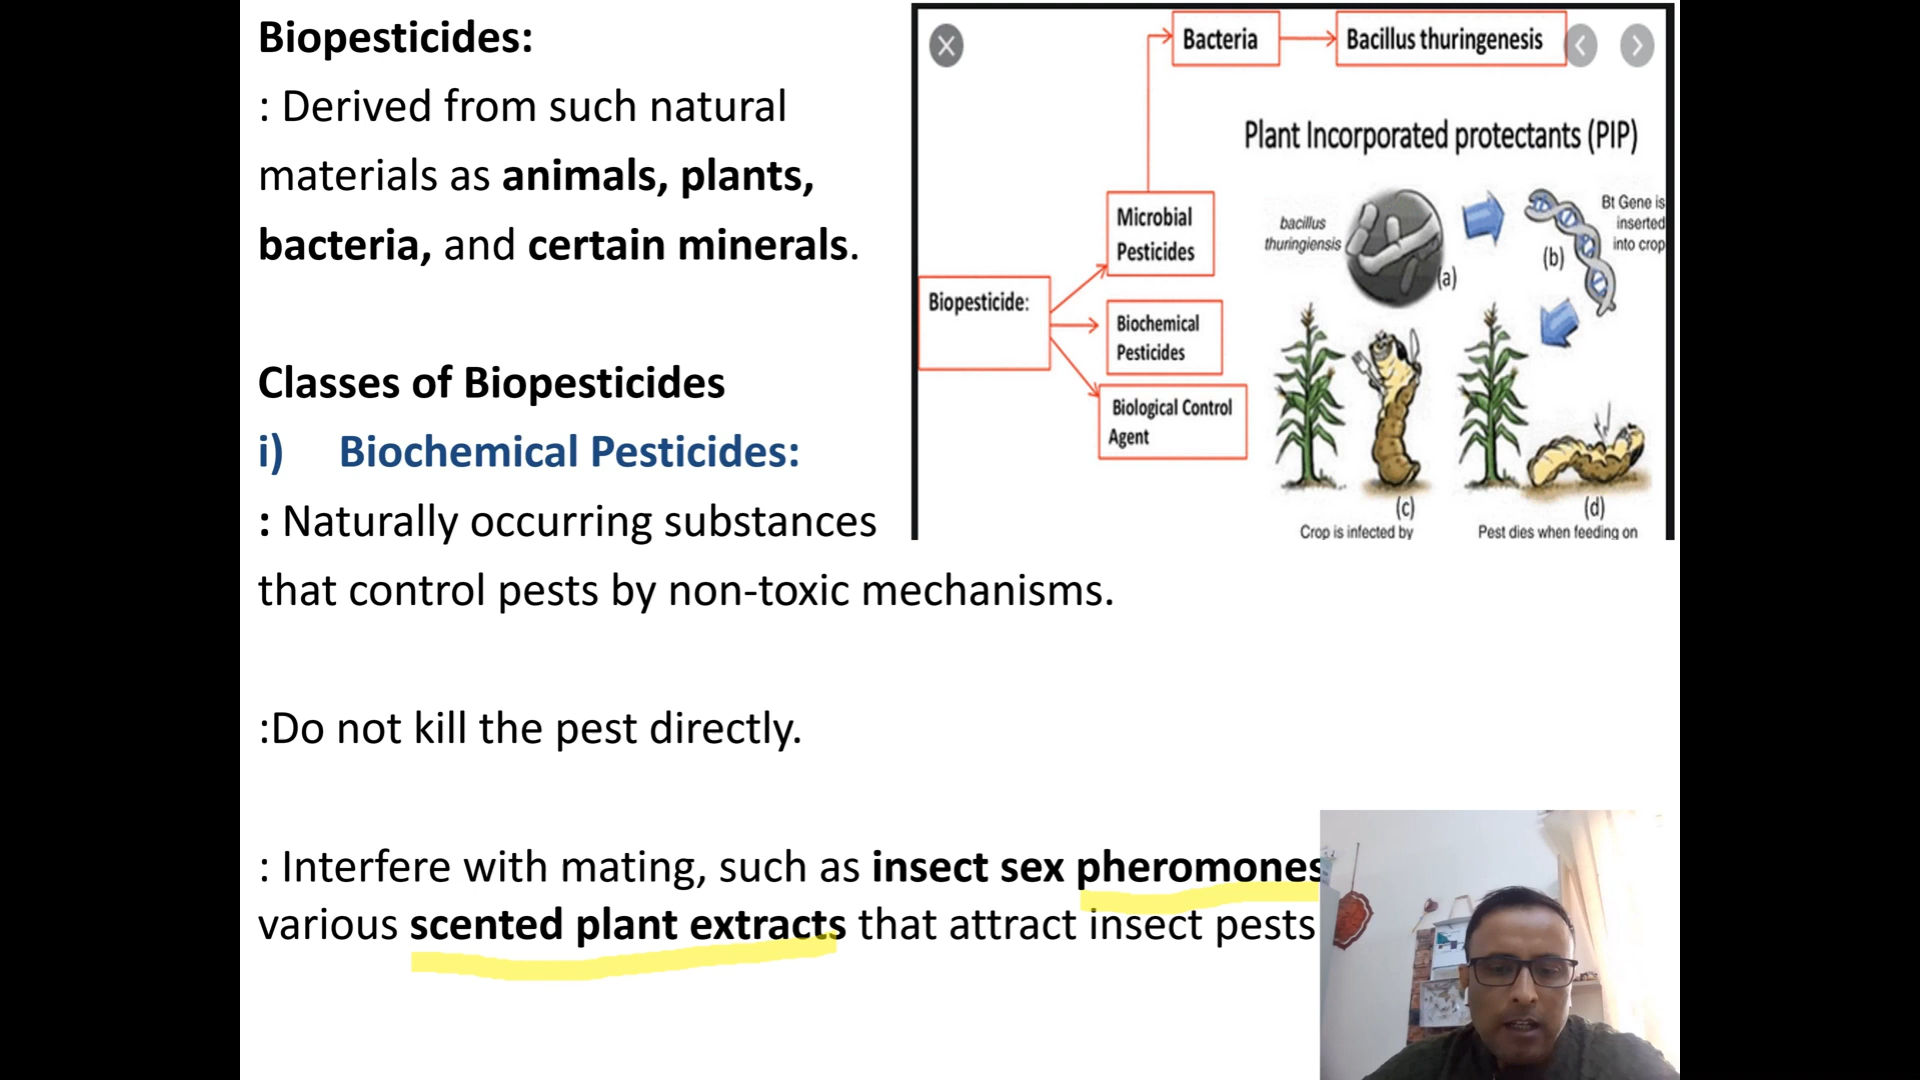 Biopesticides:
: Derived from such natural
materials as animals, plants,
bacteria, and certain minerals.
Classes of Biopesticides
i) Biochemical Pesticides:
: Naturally occurring substances
that control pests by non-toxic mechanisms.
:Do not kill the pest directly.
: Interfere with mating, such as insect sex pheromones
various scented plant extracts that attract insect pests
Bacteria
Bacillus thuringenesis
Plant Incorporated protectants (PIP)
Microbial
Pesticides
Biopesticide:
Biochemical
Pesticides
Biological Control
Agent
bacillus
thuringiensis
(a)
Bt Gene is
inserted
into crop
(b)
(c)
Crop is infected by
(d)
Pest dies when feeding on